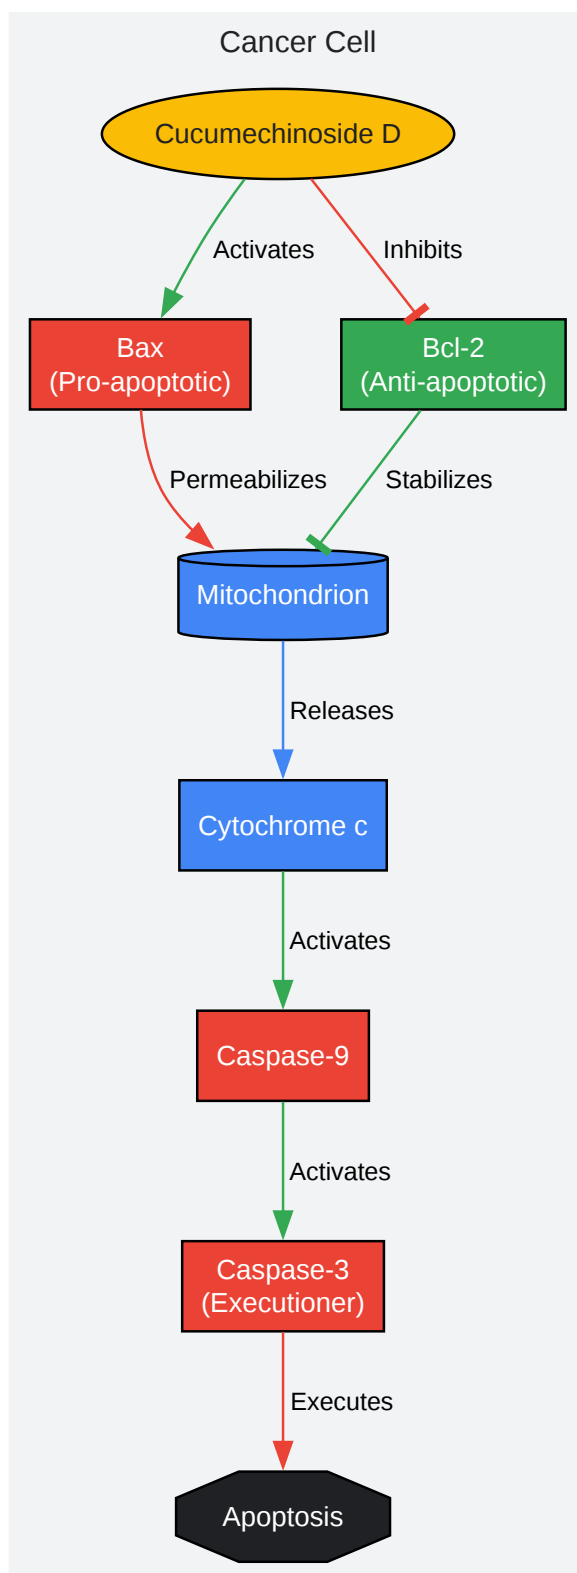 Cancer Cell
Cucumechinoside D
Activates
Inhibits
Bax
(Pro-apoptotic)
Bcl-2
(Anti-apoptotic)
Permeabilizes
Stabilizes
Mitochondrion
Releases
Cytochrome c
Activates
Caspase-9
Activates
Caspase-3
(Executioner)
Executes
Apoptosis